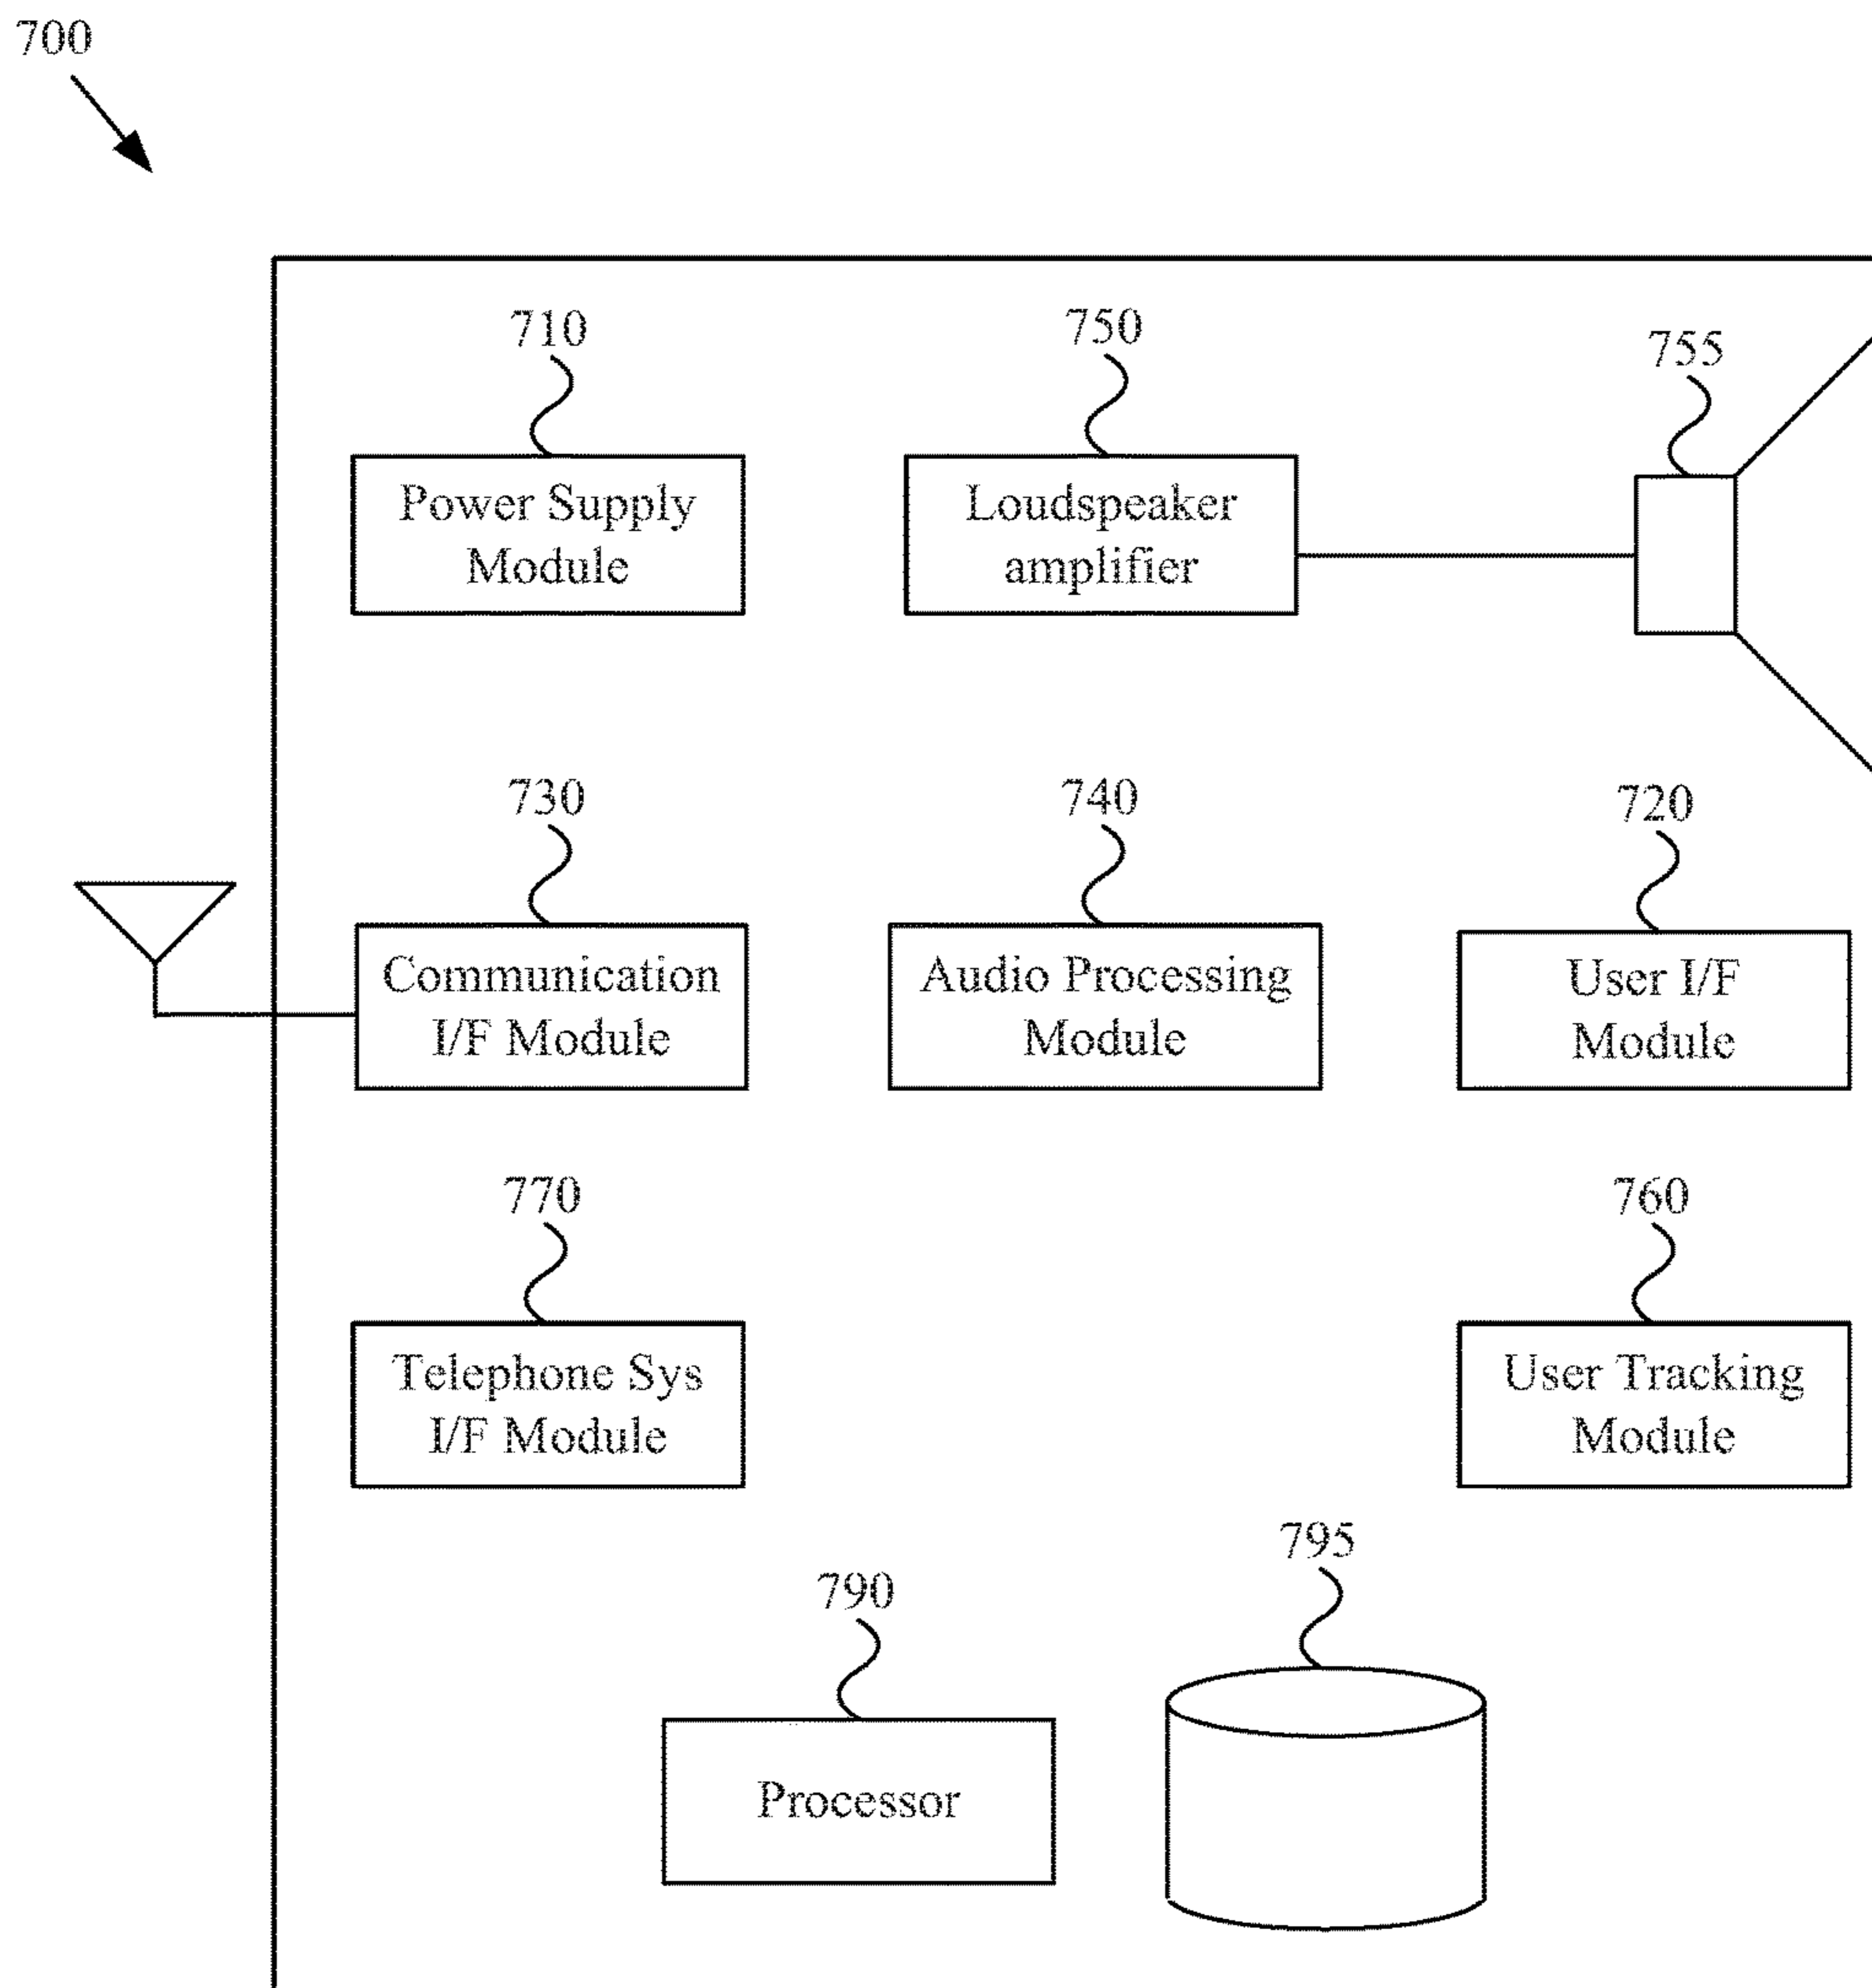 700
710
750
755
Power Supply
Module
Loudspeaker
amplifier
730
740
720
Communication
I/F Module
Audio Processing
Module
User I/F
Module
770
760
Telephone Sys
I/F Module
User Tracking
Module
790
795
Processor